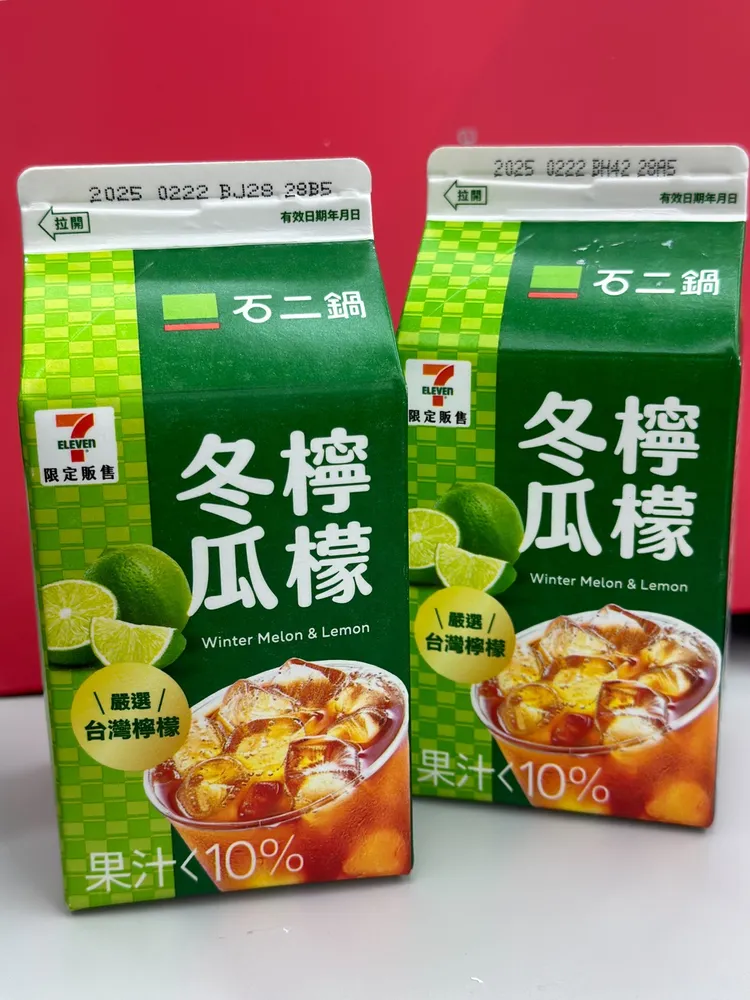 2025 0222 BJ28 28B5
拉開
有效日期年月日
石二鍋
7
ELEVEN
限定販售
冬瓜
檸檬
Winter Melon & Lemon
嚴選
台灣檸檬
果汁<10%
2025 0222 BH42 28A5
拉開
有效日期年月日
石二鍋
7
ELEVEN
限定販售
冬瓜
檸檬
Winter Melon & Lemon
嚴選
台灣檸檬
果汁<10%